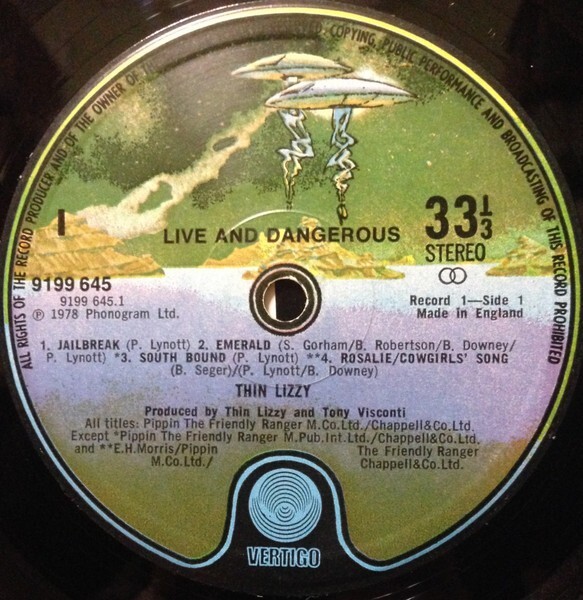 ALL RIGHTS OF THE RECORD PRODUCER AND OF THE OWNER OF
COPYING, PUBLIC PERFORMANCE AND BROADCASTING OF THIS RECORD PROHIBITED
I
LIVE AND DANGEROUS
33⅓
STEREO
9199 645
9199 645.1
℗ 1978 Phonogram Ltd.
Record 1—Side 1
Made in England
1. JAILBREAK (P. Lynott) 2. EMERALD (S. Gorham/B. Robertson/B. Downey/
P. Lynott) *3. SOUTH BOUND (P. Lynott) **4. ROSALIE/COWGIRLS' SONG
(B. Seger)/(P. Lynott/B. Downey)
THIN LIZZY
Produced by Thin Lizzy and Tony Visconti
All titles: Pippin The Friendly Ranger M.Co.Ltd./Chappell&Co.Ltd.
Except *Pippin The Friendly Ranger M.Pub.Int.Ltd./Chappell&Co.Ltd.
and **E.H.Morris/Pippin The Friendly Ranger
M.Co.Ltd./ Chappell&Co.Ltd.
VERTIGO